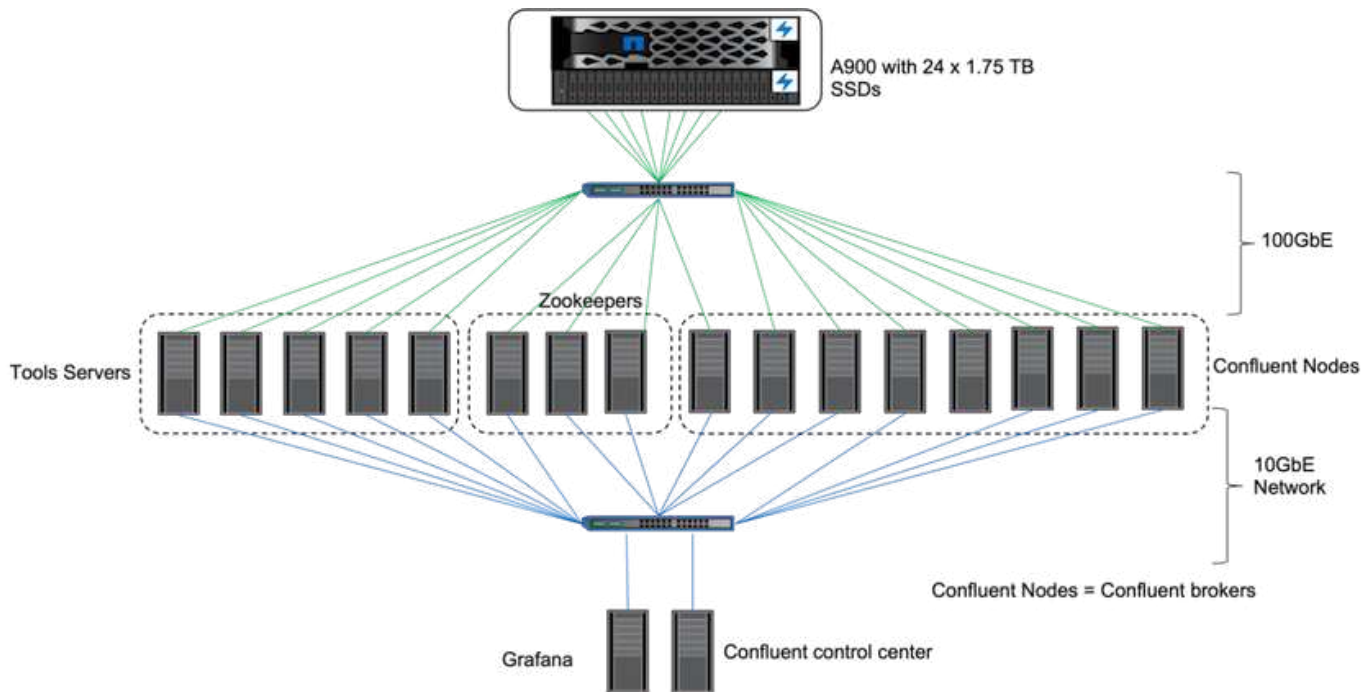 A900 with 24 x 1.75 TB
SSDs
100GbE
Zookeepers
Tools Servers
Confluent Nodes
10GbE
Network
Confluent Nodes = Confluent brokers
Grafana
Confluent control center